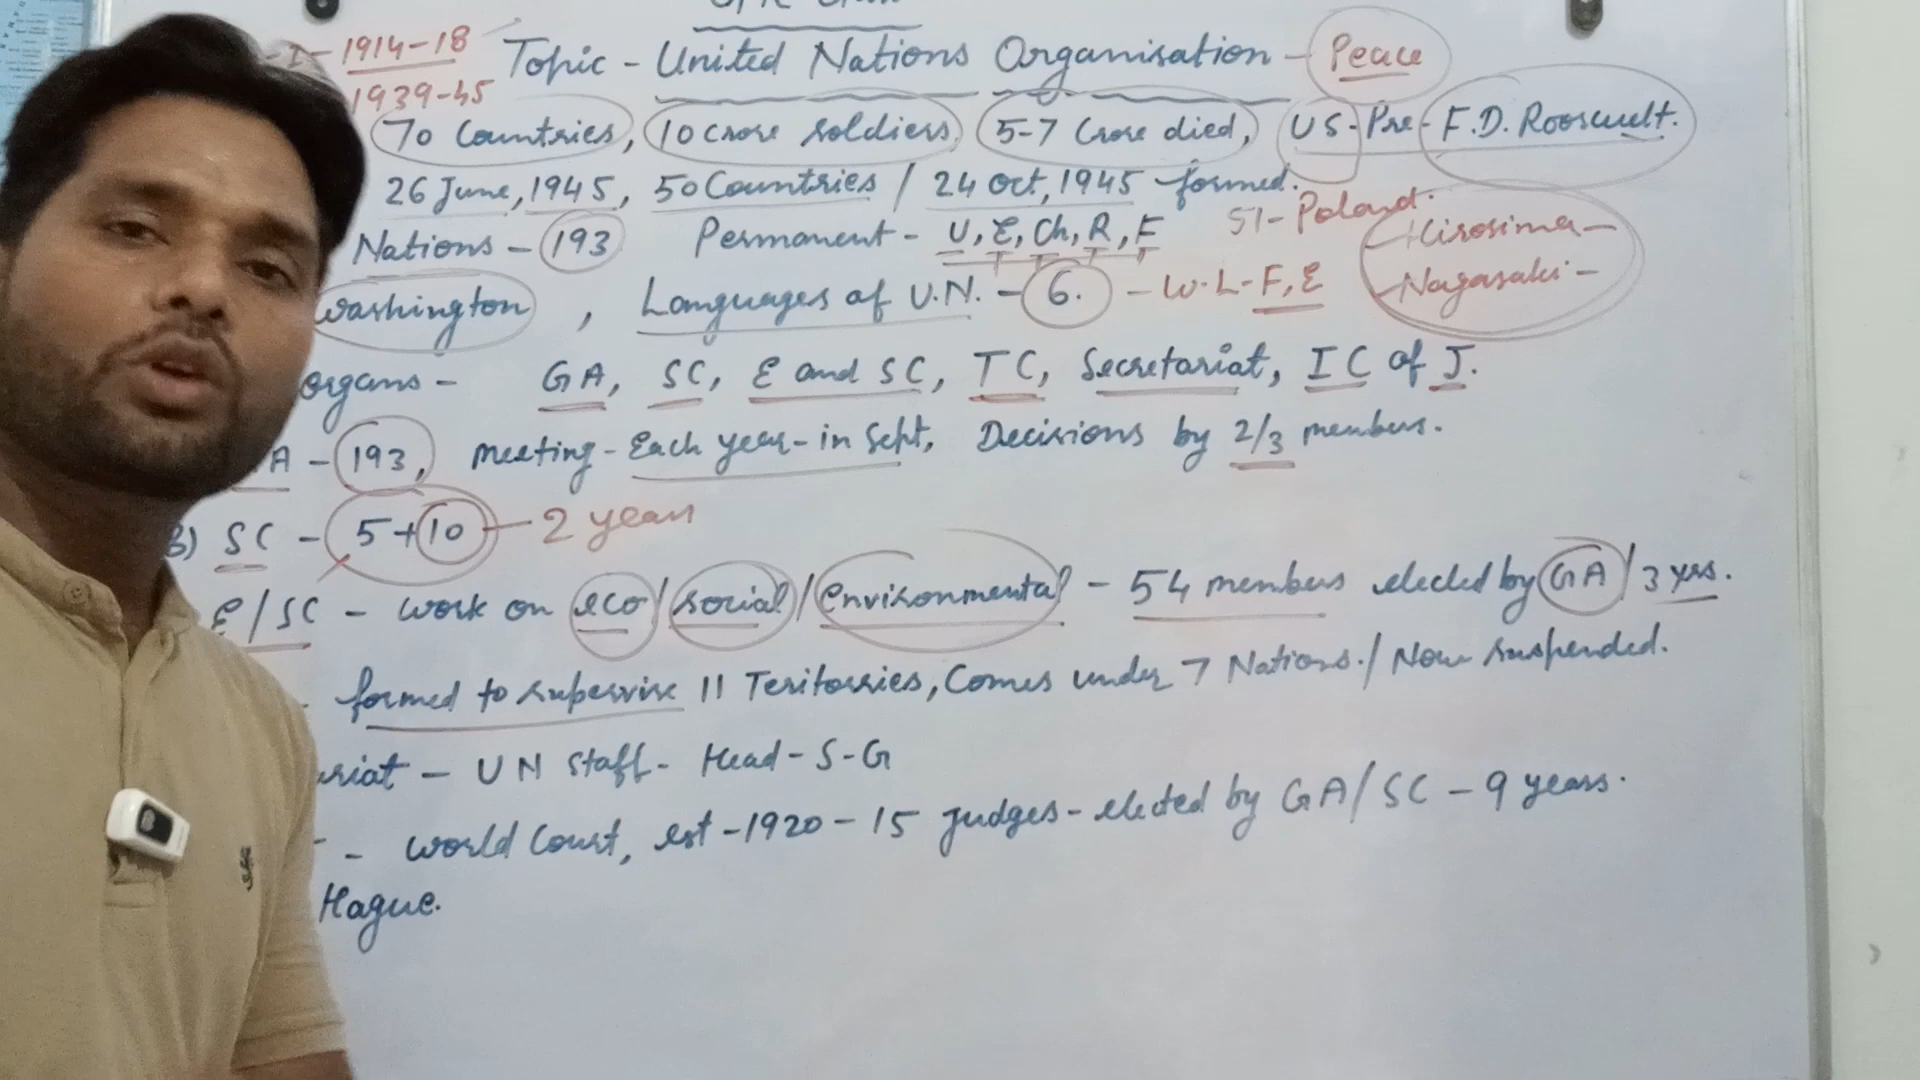 I - 1914-18
1939-45
Topic - United Nations Organisation - Peace
70 Countries, 10 crore soldiers, 5-7 Crore died, US-Pre-F.D. Rooseuelt.
26 June, 1945, 50 Countries / 24 Oct, 1945 formed.
51-Poland.
Nations - 193 Permanent - U, E, Ch, R, F
Hirosima-
Nagasaki-
Washington, Languages of U.N. - 6. - W.L-F, E
organs - GA, SC, E and SC, TC, Secretariat, IC of J.
A - 193, meeting - Each year - in Sept, Decisions by 2/3 members.
B) SC - 5+10 - 2 years
E/SC - work on eco/social/environmental - 54 members elected by GA/3 yrs.
formed to supervise 11 Teritorries, Comes under 7 Nations./Now suspended.
riat - UN Staff - Head - S-G
- World Court, est - 1920 - 15 judges - elected by GA/SC - 9 years.
Hague.